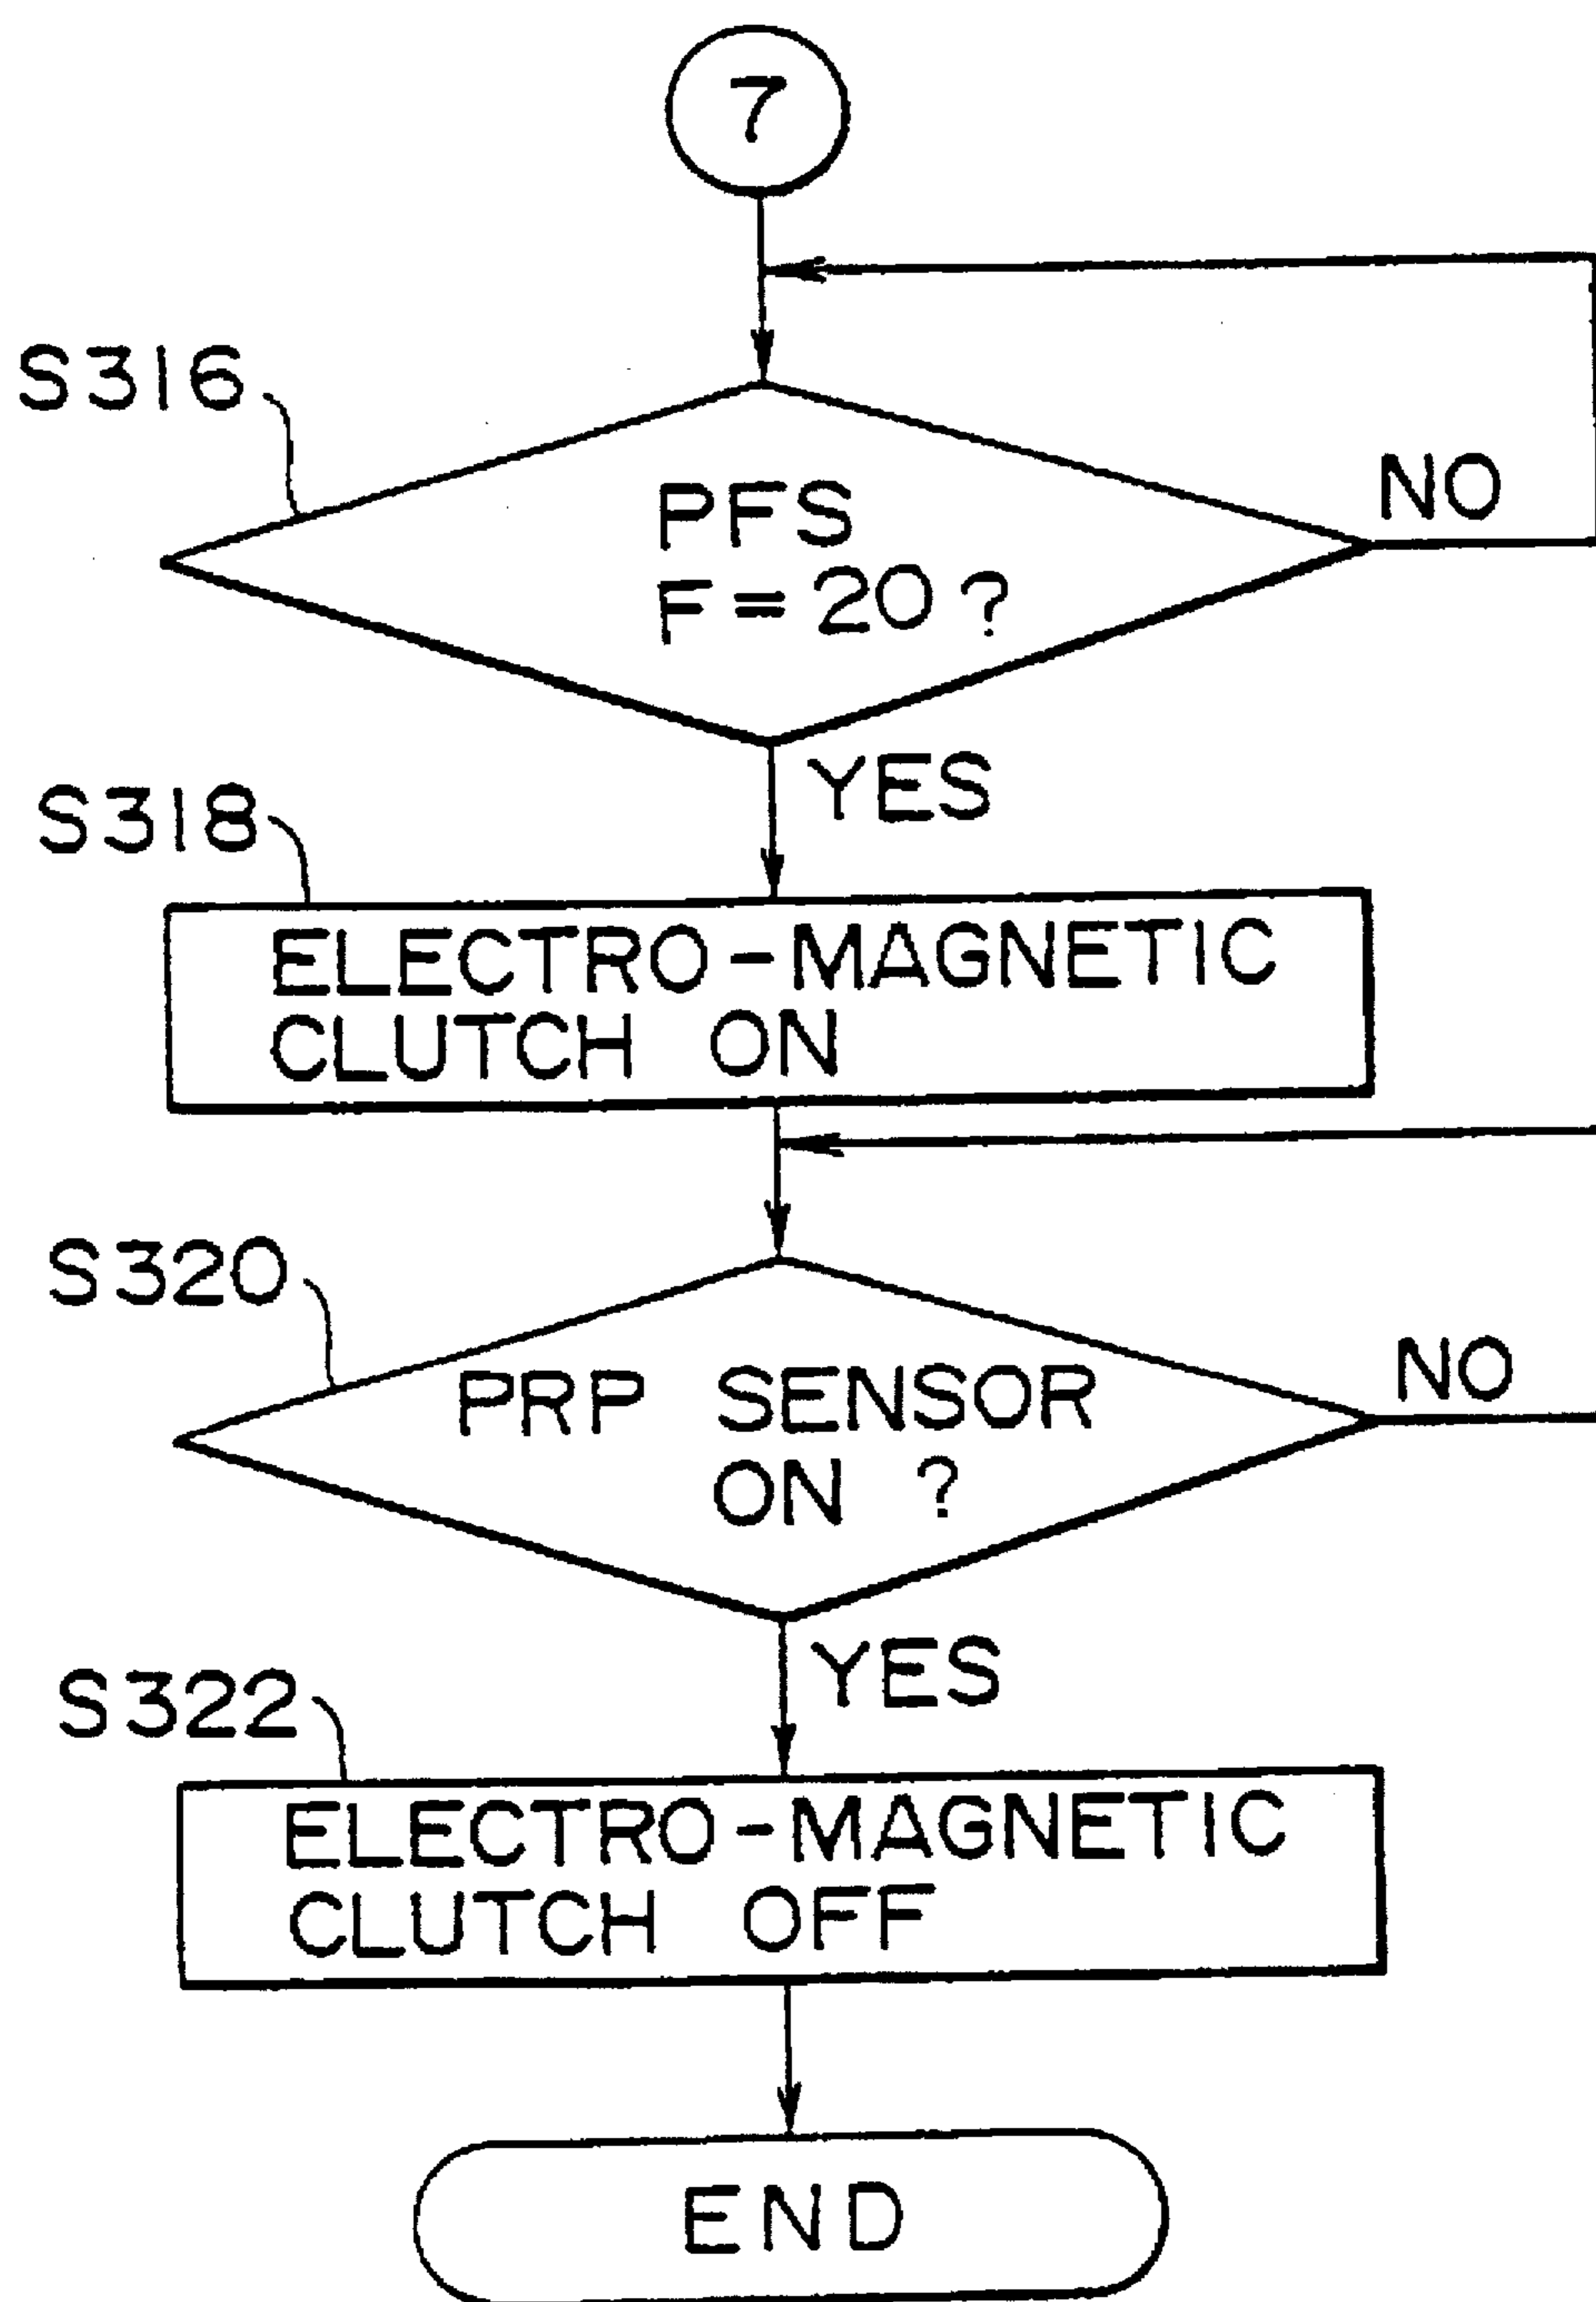 7
S316
PFS
F=20?
NO
YES
S318
ELECTRO-MAGNETIC
CLUTCH ON
S320
PRP SENSOR
ON ?
NO
YES
S322
ELECTRO-MAGNETIC
CLUTCH OFF
END